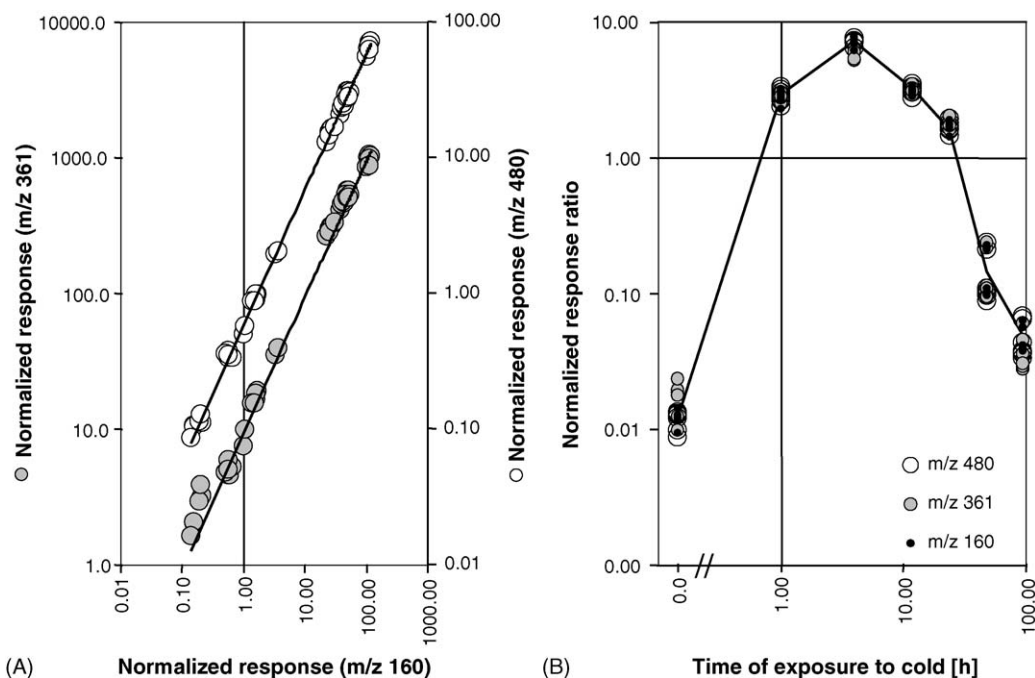 10000.0
1000.0
100.0
10.0
1.0
Normalized response
(m/z 361)
100.00
10.00
1.00
0.10
0.01
Normalized response
(m/z 480)
0.01
0.10
1.00
10.00
100.00
1000.00
(A)
Normalized response (m/z 160)
10.00
1.00
0.10
0.01
0.00
Normalized response ratio
m/z 480
m/z 361
m/z 160
0.0
//
1.00
10.00
100.00
(B)
Time of exposure to cold [h]